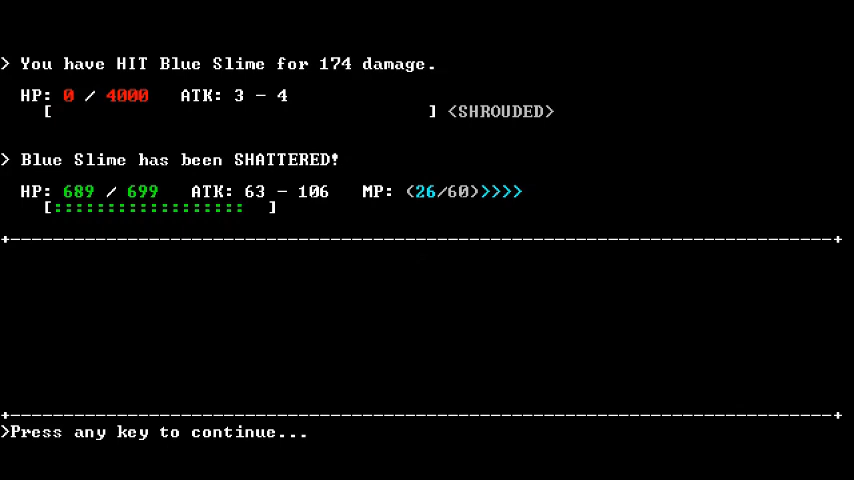 > You have HIT Blue Slime for 174 damage.
HP: 0 / 4000 ATK: 3 - 4
[ ] <SHROUDED>
> Blue Slime has been SHATTERED!
HP: 689 / 699 ATK: 63 - 106 MP: (26/60)>>>>
[:::::::::::::::::: ]
+-----------------------------------------------------------------------------+
+-----------------------------------------------------------------------------+
>Press any key to continue...